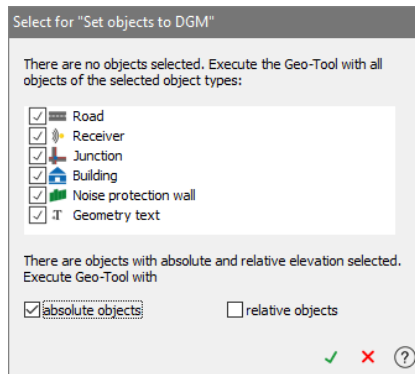 Select for "Set objects to DGM"
There are no objects selected. Execute the Geo-Tool with all
objects of the selected object types:
Road
Receiver
Junction
Building
Noise protection wall
T Geometry text
There are objects with absolute and relative elevation selected.
Execute Geo-Tool with
absolute objects
relative objects
?